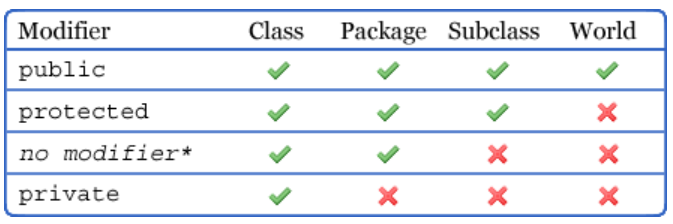 Modifier Class Package Subclass World
public ✔ ✔ ✔ ✔
protected ✔ ✔ ✔ ✖
no modifier* ✔ ✔ ✖ ✖
private ✔ ✖ ✖ ✖